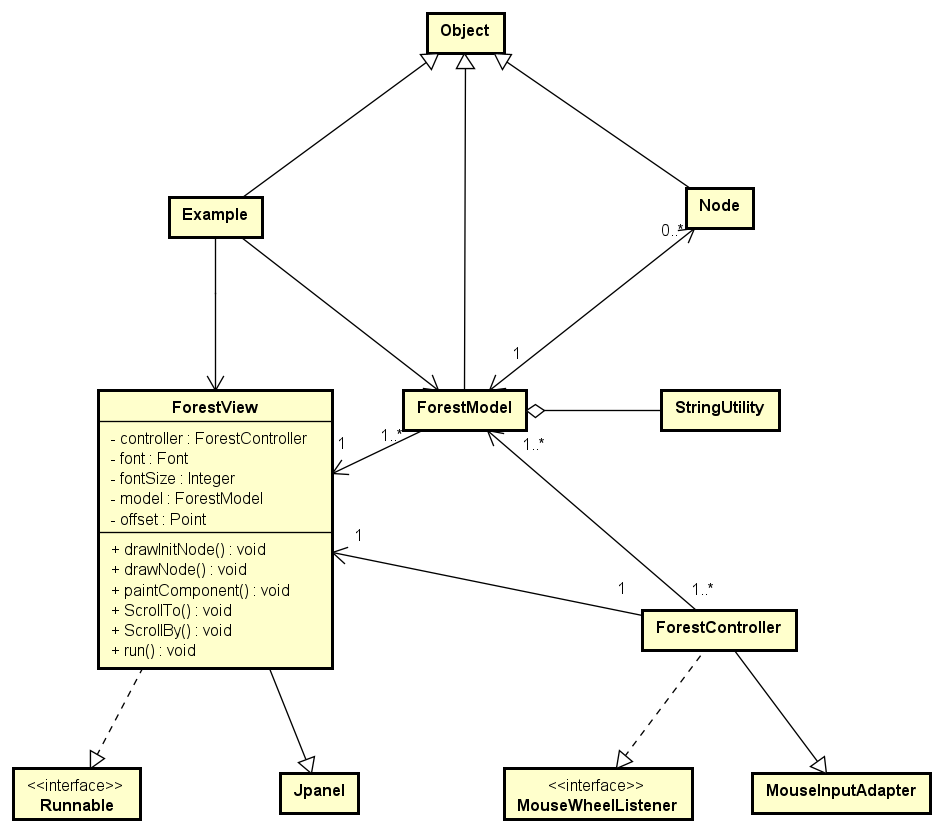 Object
Example
Node
0..*
1
ForestView
- controller : ForestController
- font : Font
- fontSize : Integer
- model : ForestModel
- offset : Point
+ drawInitNode() : void
+ drawNode() : void
+ paintComponent() : void
+ ScrollTo() : void
+ ScrollBy() : void
+ run() : void
ForestModel
StringUtility
1
1..*
1..*
1
1
1..*
ForestController
<<interface>>
Runnable
Jpanel
<<interface>>
MouseWheelListener
MouseInputAdapter